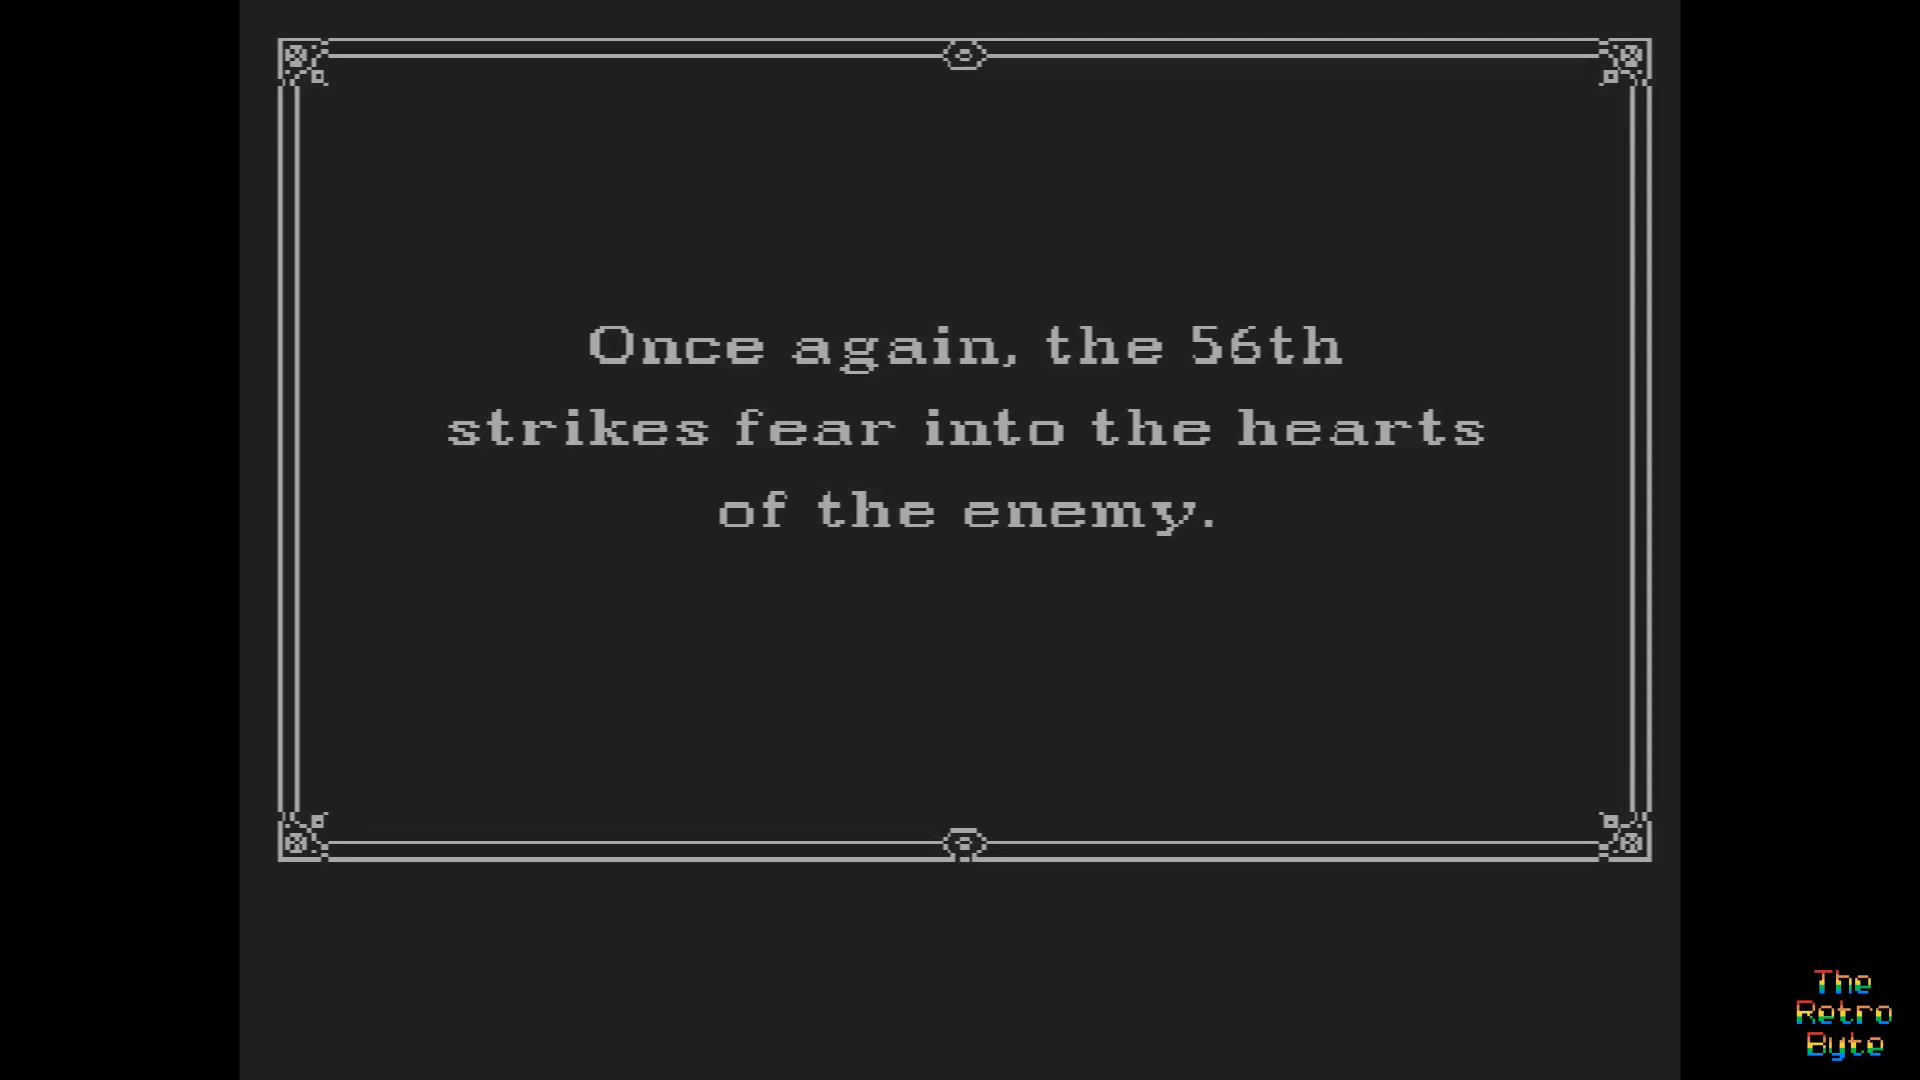 Once again, the 56th
strikes fear into the hearts
of the enemy.
The
Retro
Byte